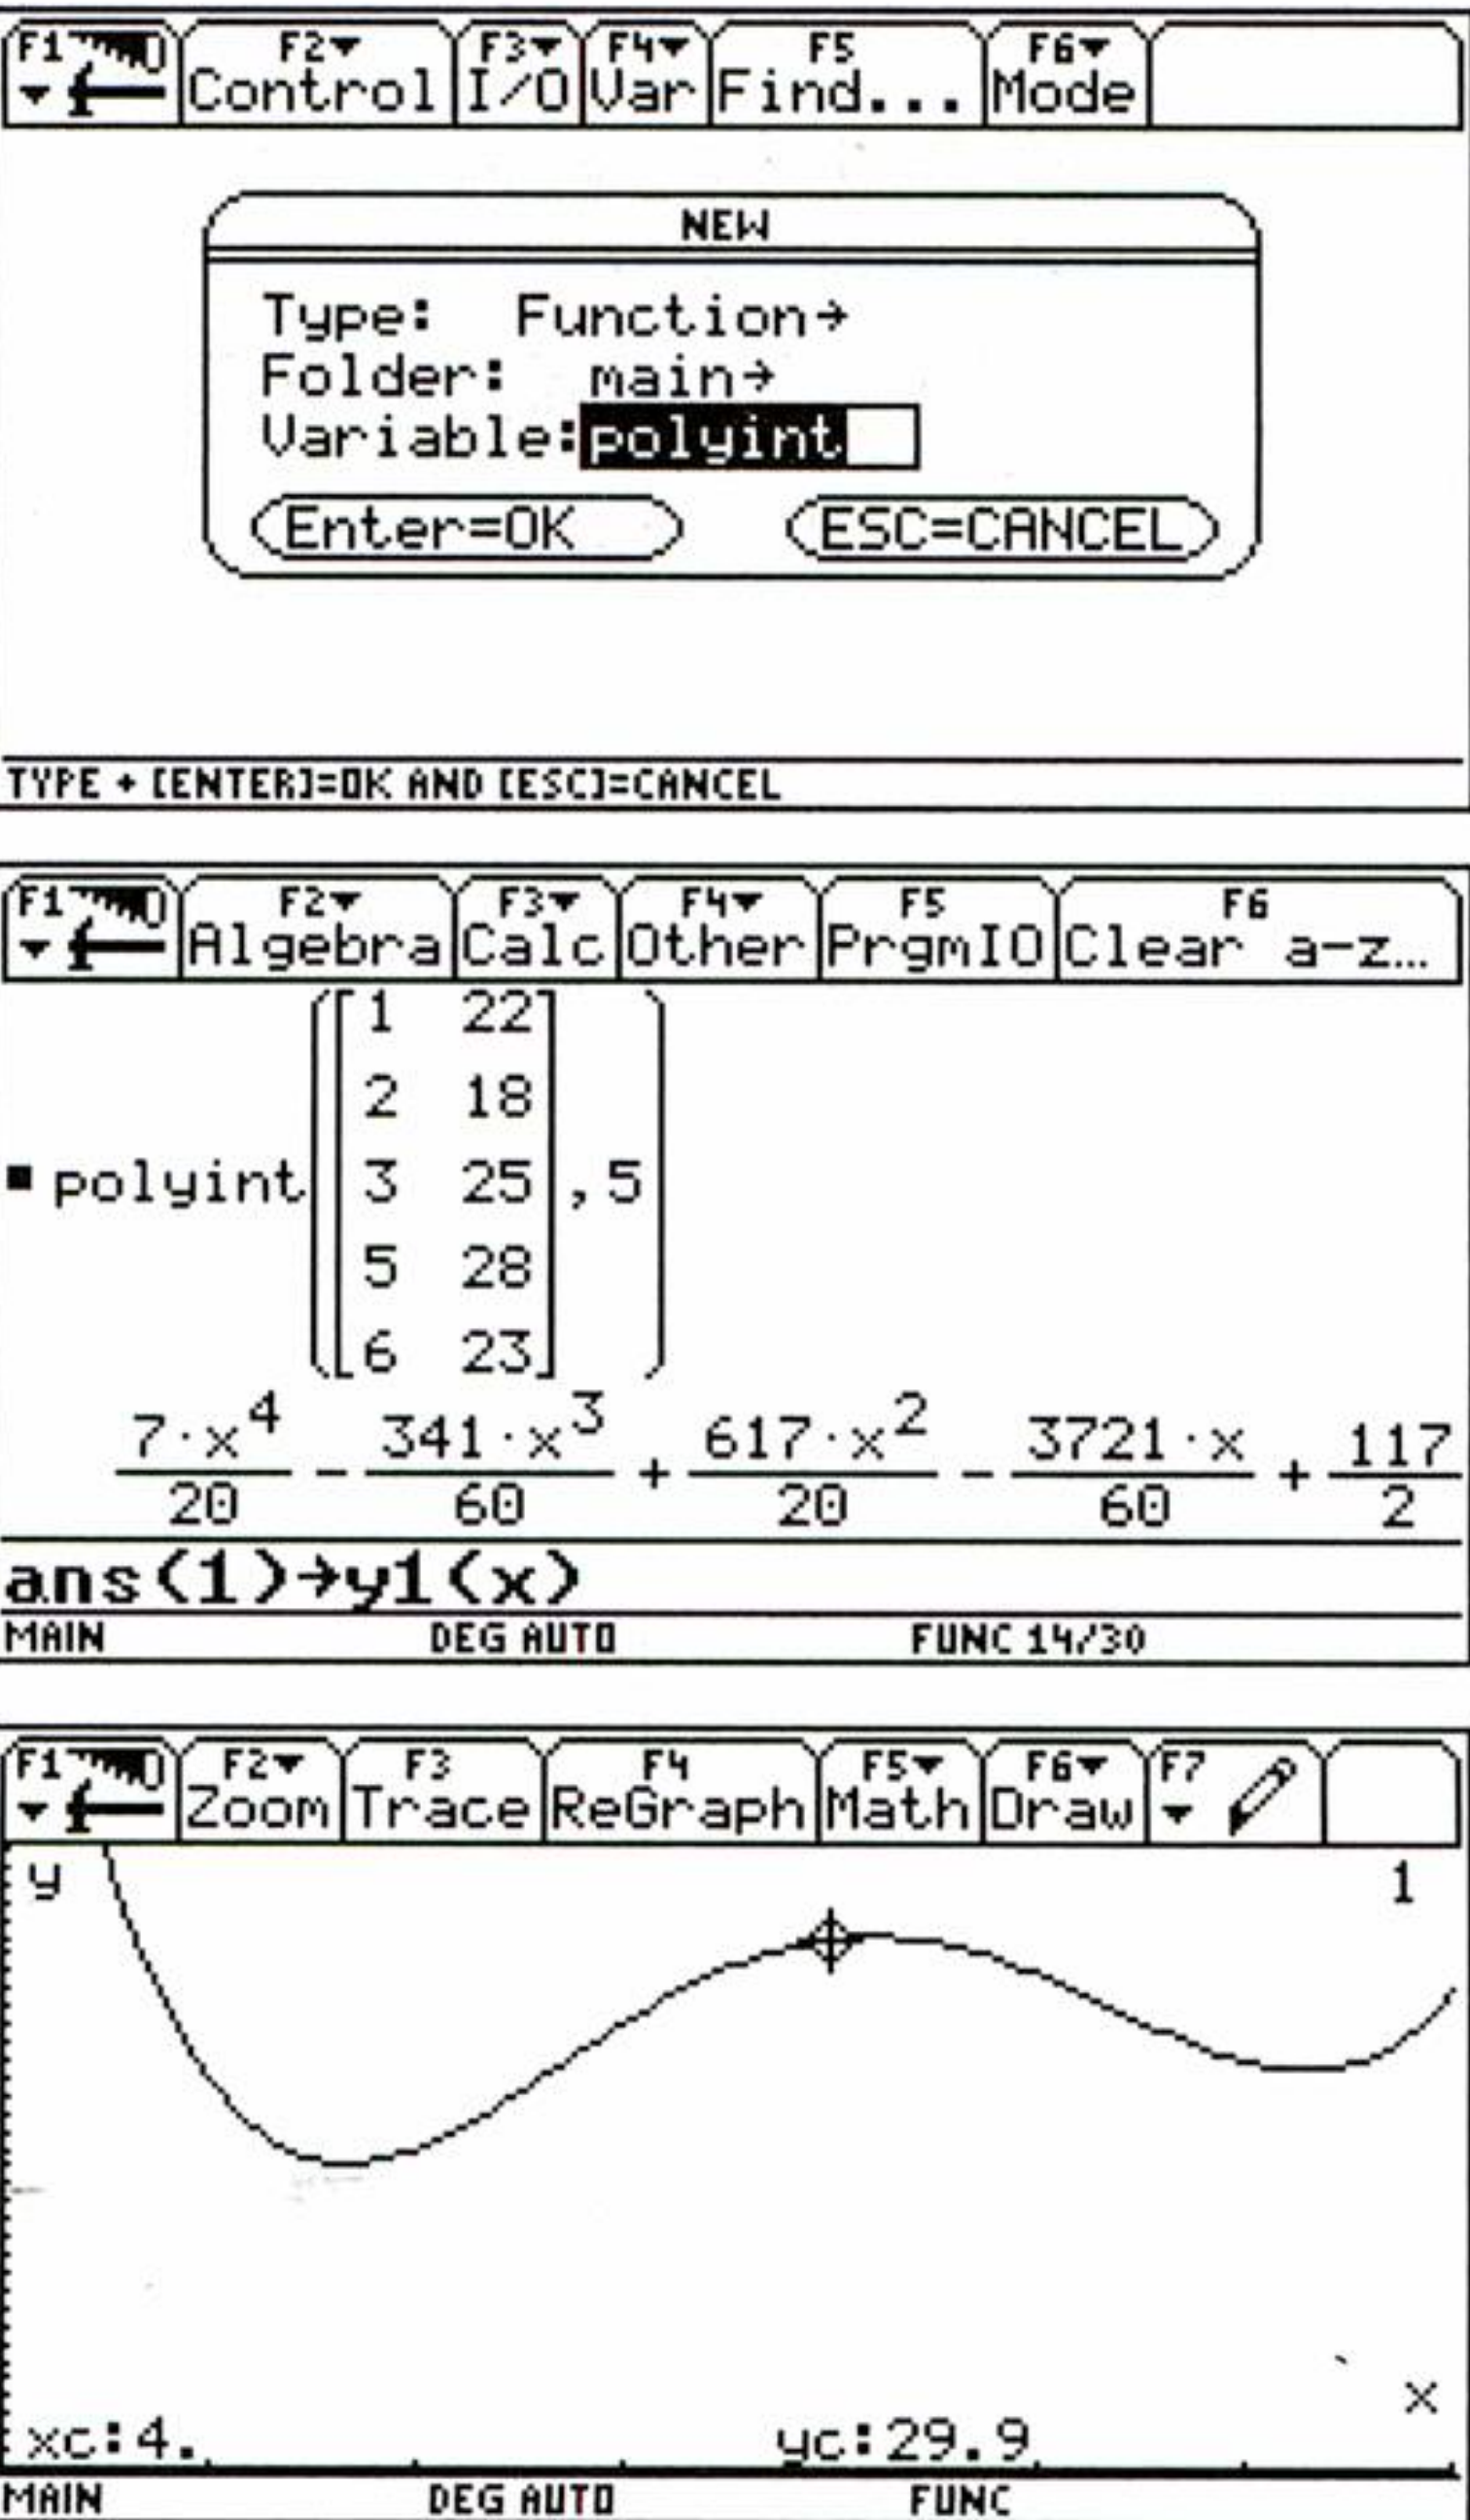 F1 F2 F3 F4 F5 F6
Control I/O Var Find... Mode
NEW
Type: Function→
Folder: main→
Variable: polyint
Enter=OK ESC=CANCEL
TYPE + [ENTER]=OK AND [ESC]=CANCEL
F1 F2 F3 F4 F5 F6
Algebra Calc Other PrgmIO Clear a-z...
1 22
2 18
■ polyint([3 25],5)
5 28
6 23
7·x^4/20 - 341·x^3/60 + 617·x^2/20 - 3721·x/60 + 117/2
ans(1)→y1(x)
MAIN DEG AUTO FUNC 14/30
F1 F2 F3 F4 F5 F6 F7
Zoom Trace ReGraph Math Draw
y 1
x
xc:4. yc:29.9
MAIN DEG AUTO FUNC